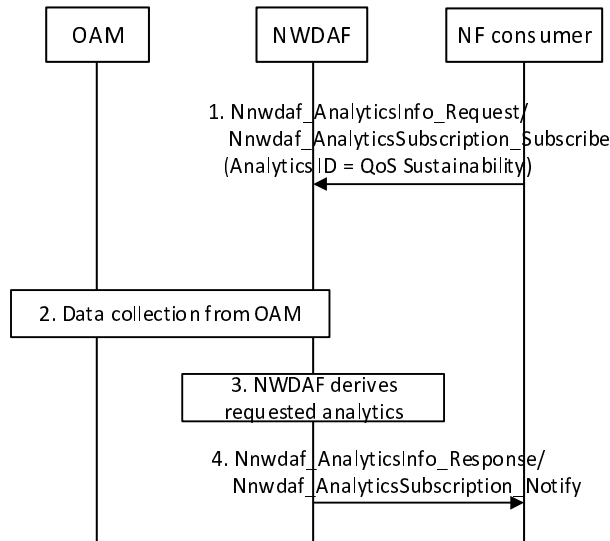 OAM
NWDAF
NF consumer
1. Nnwdaf_AnalyticsInfo_Request/
Nnwdaf_AnalyticsSubscription_Subscribe
(Analytics ID = QoS Sustainability)
2. Data collection from OAM
3. NWDAF derives
requested analytics
4. Nnwdaf_AnalyticsInfo_Response/
Nnwdaf_AnalyticsSubscription_Notify